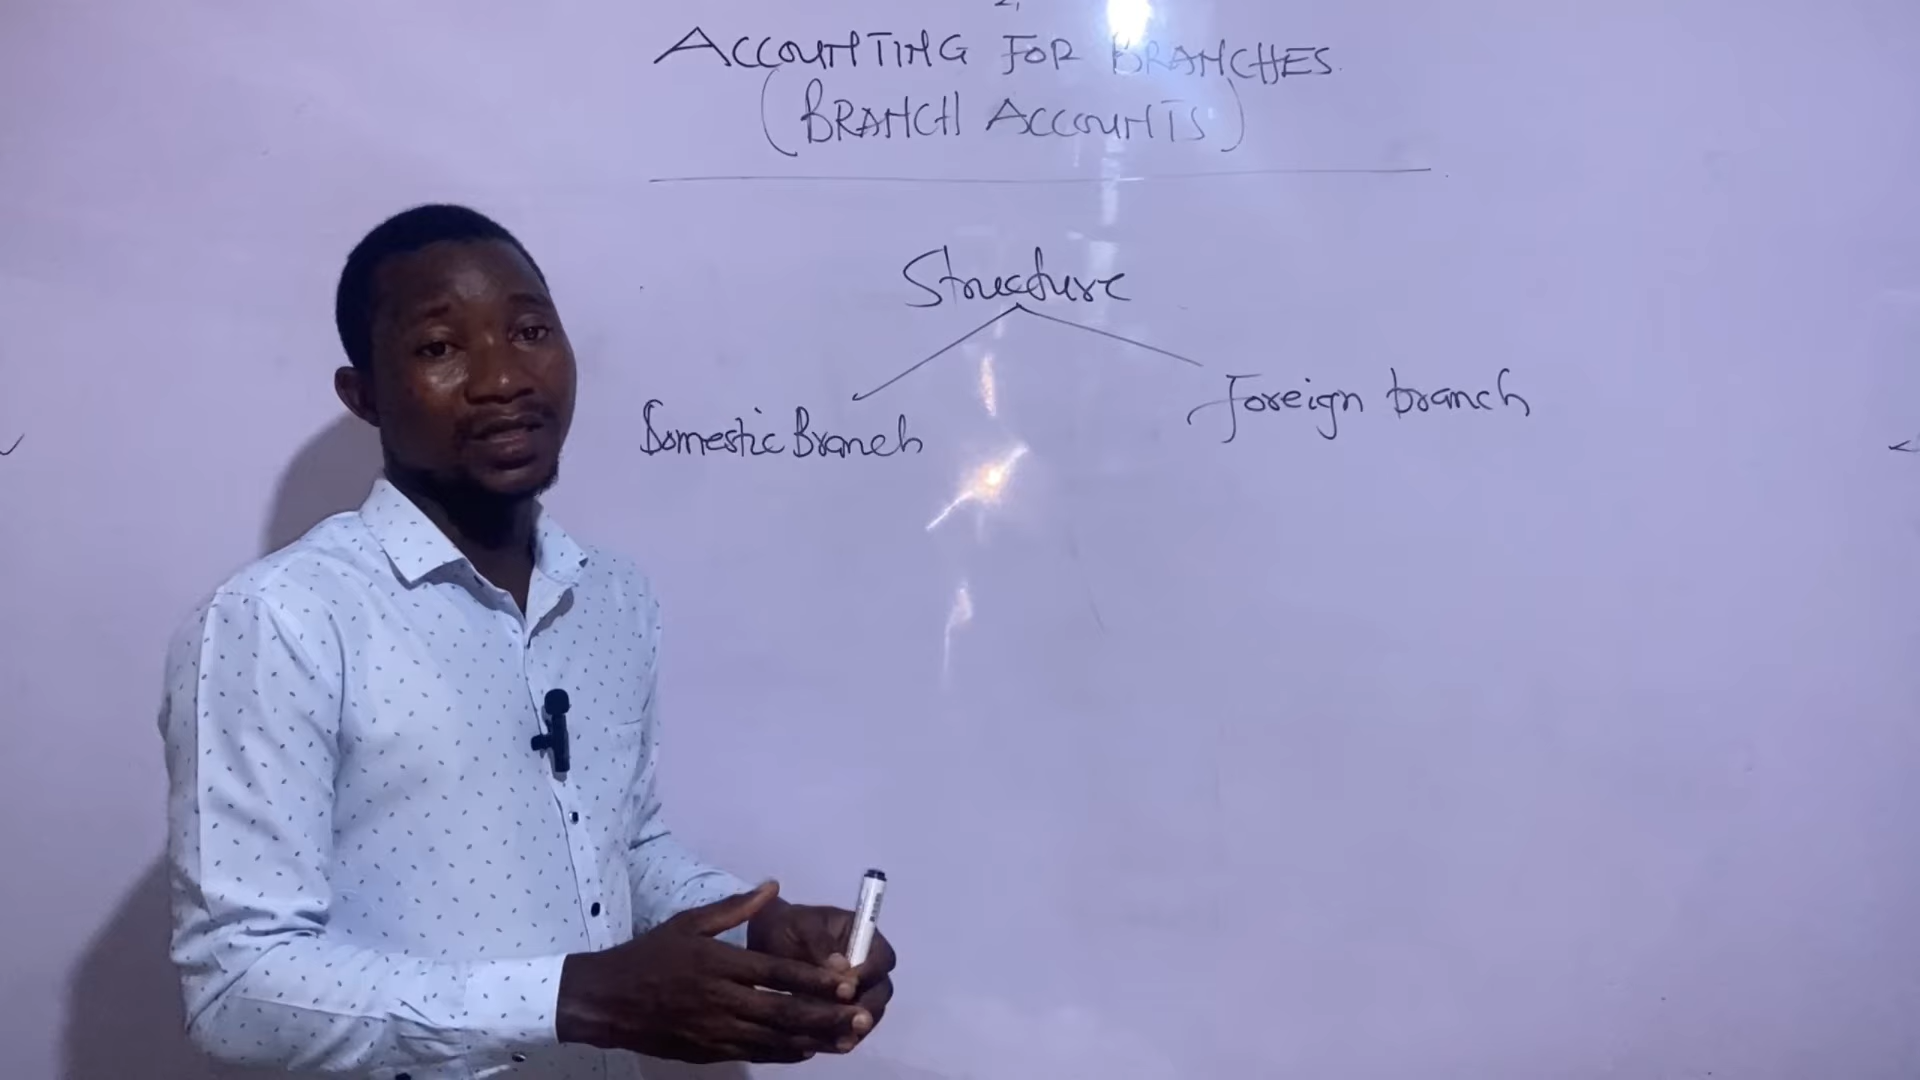 ACCOUNTING FOR BRANCHES.
(BRANCH ACCOUNTS)
Structure
Foreign branch
Domestic Branch